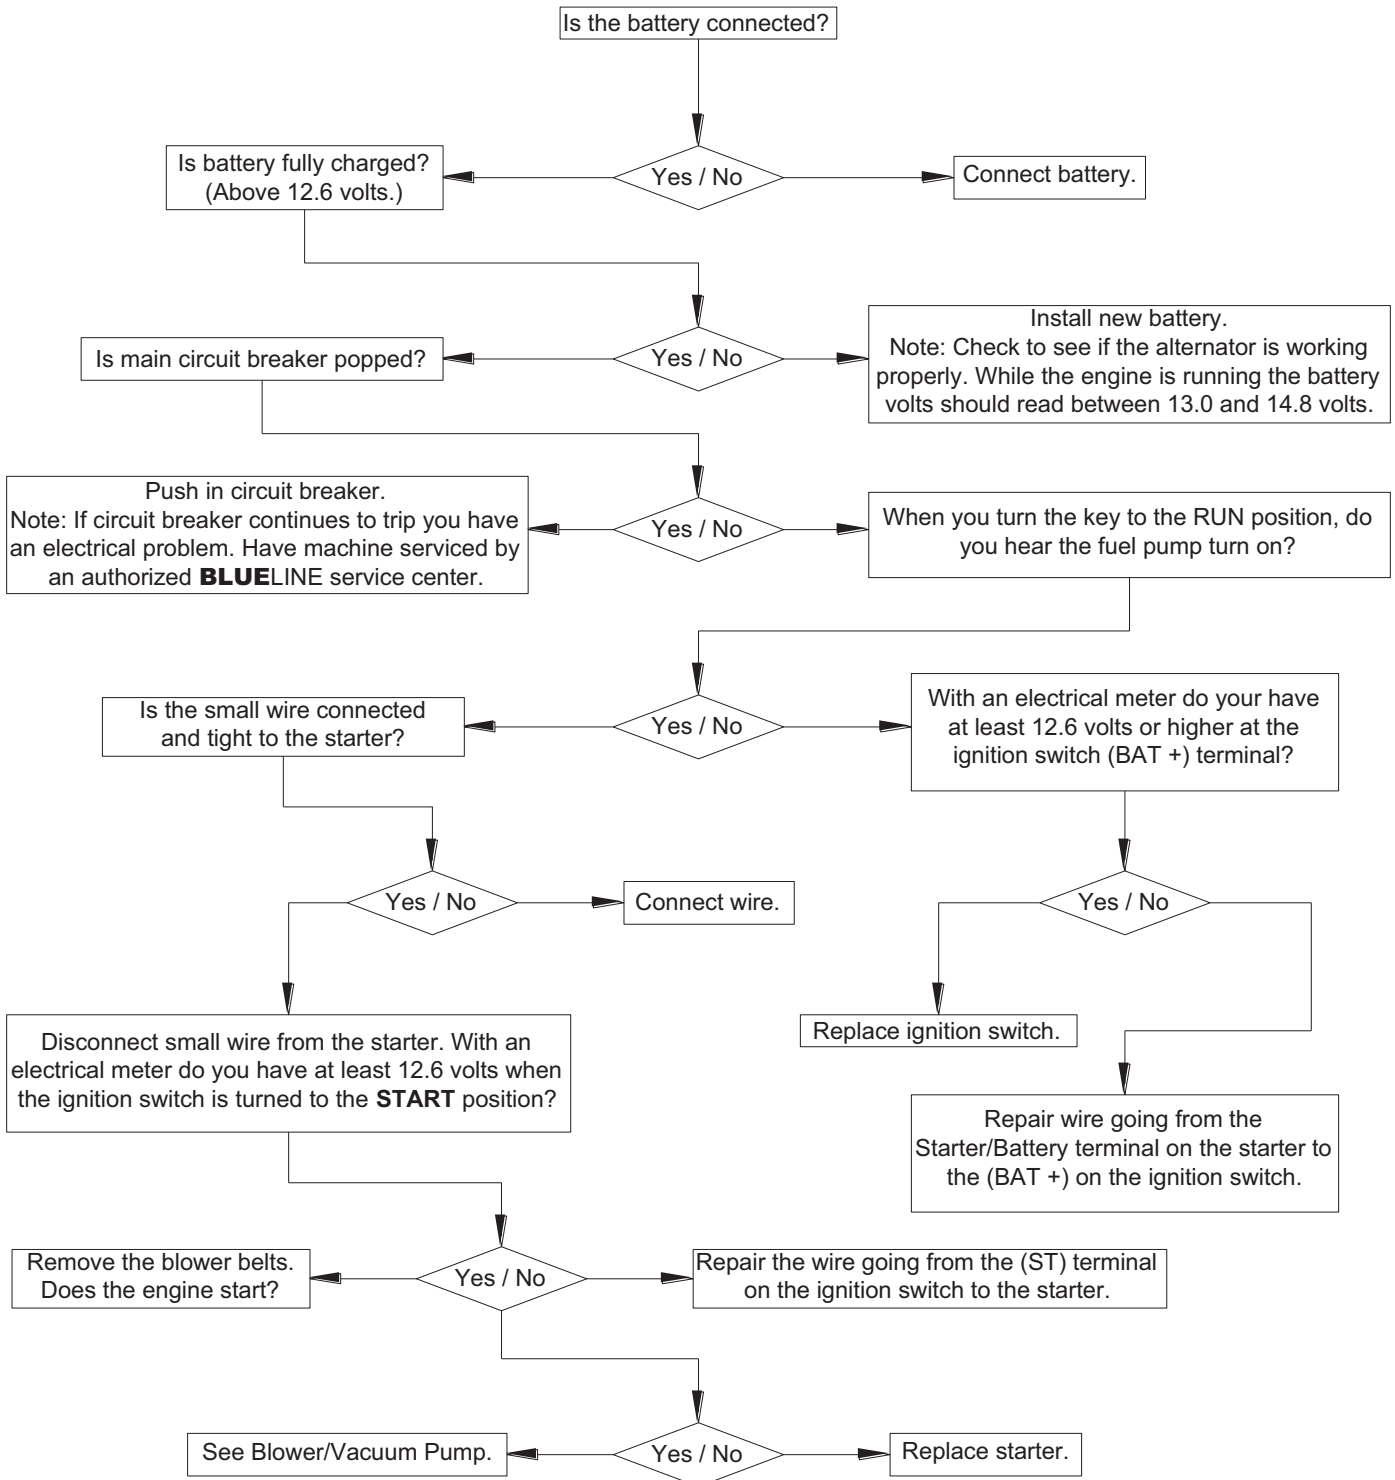 Is the battery connected?
Is battery fully charged?
(Above 12.6 volts.)
Yes / No
Connect battery.
Is main circuit breaker popped?
Yes / No
Install new battery.
Note: Check to see if the alternator is working
properly. While the engine is running the battery
volts should read between 13.0 and 14.8 volts.
Push in circuit breaker.
Note: If circuit breaker continues to trip you have
an electrical problem. Have machine serviced by
an authorized BLUELINE service center.
Yes / No
When you turn the key to the RUN position, do
you hear the fuel pump turn on?
Is the small wire connected
and tight to the starter?
Yes / No
With an electrical meter do your have
at least 12.6 volts or higher at the
ignition switch (BAT +) terminal?
Yes / No
Connect wire.
Yes / No
Replace ignition switch.
Disconnect small wire from the starter. With an
electrical meter do you have at least 12.6 volts when
the ignition switch is turned to the START position?
Repair wire going from the
Starter/Battery terminal on the starter to
the (BAT +) on the ignition switch.
Remove the blower belts.
Does the engine start?
Yes / No
Repair the wire going from the (ST) terminal
on the ignition switch to the starter.
See Blower/Vacuum Pump.
Yes / No
Replace starter.